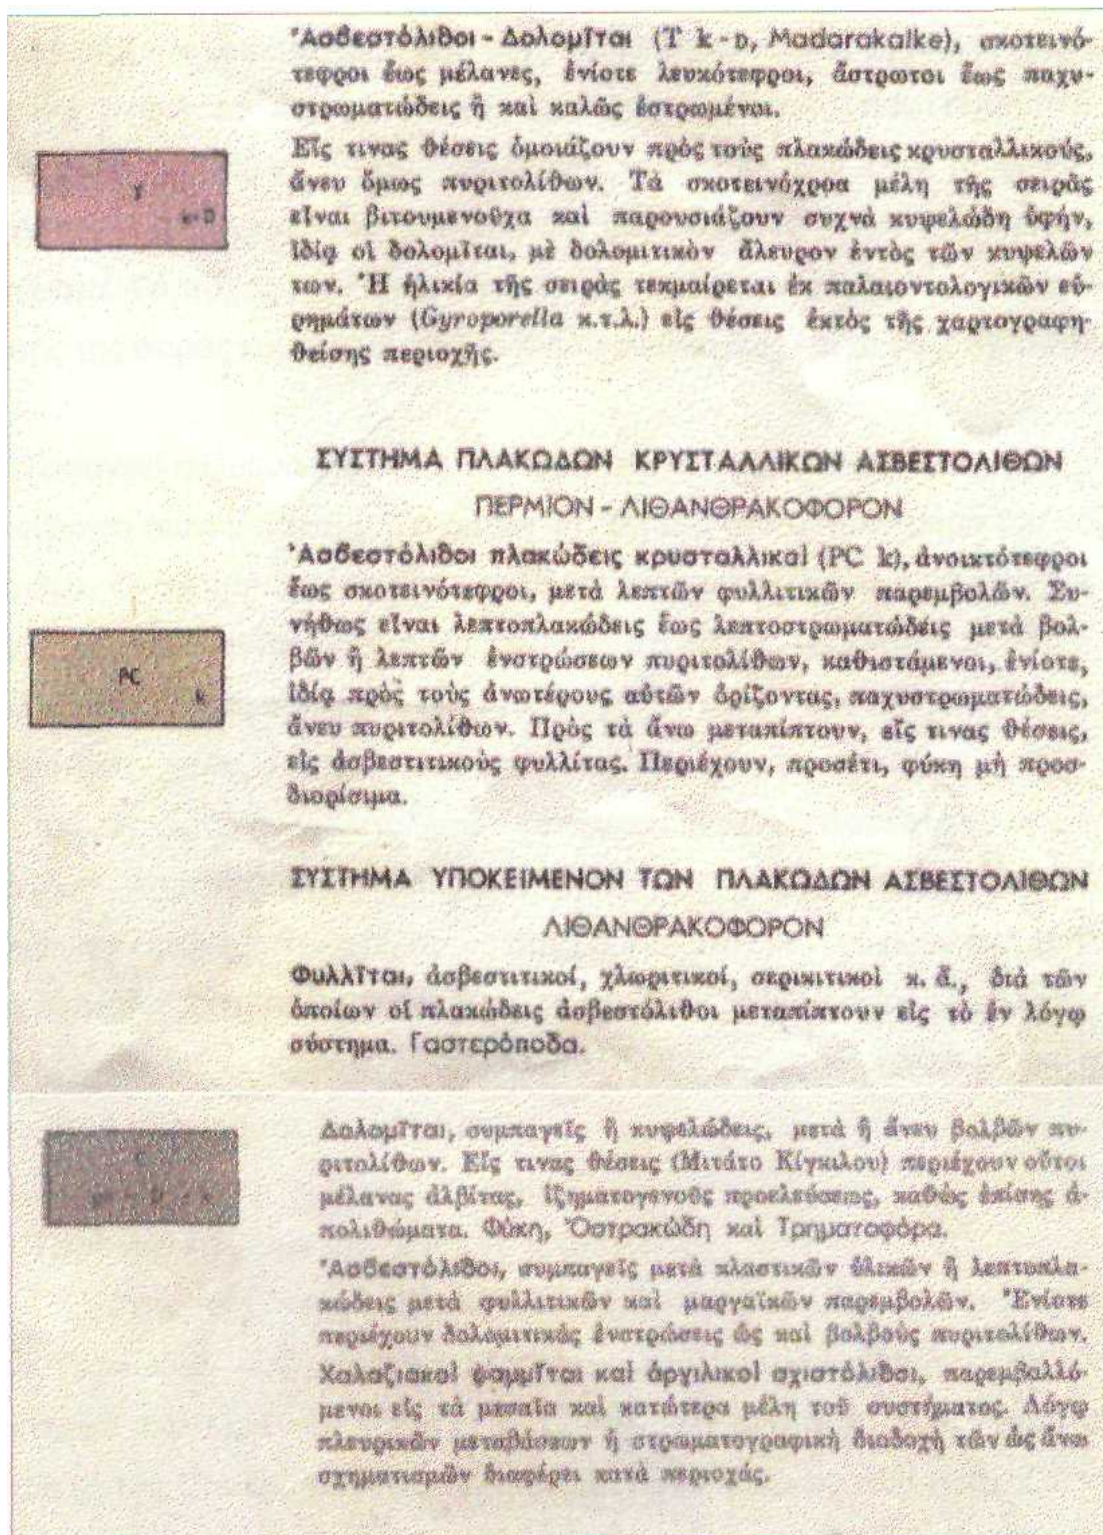 Ἀσβεστόλιθοι - Δολομῖται (T k-D, Madarakalke), σκοτεινό-
τεφροι ἕως μέλανες, ἐνίοτε λευκότεφροι, ἄστρωτοι ἕως παχυ-
στρωματώδεις ἢ καὶ καλῶς ἐστρωμένοι.
Εἴς τινας θέσεις ὁμοιάζουν πρὸς τοὺς πλακώδεις κρυσταλλικούς,
ἄνευ ὅμως πυριτολίθων. Τὰ σκοτεινόχροα μέλη τῆς σειρᾶς
εἶναι βιτουμενοῦχα καὶ παρουσιάζουν συχνὰ κυψελώδη ὑφήν,
ἰδίᾳ οἱ δολομῖται, μὲ δολομιτικὸν ἄλευρον ἐντὸς τῶν κυψελῶν
των. Ἡ ἡλικία τῆς σειρᾶς τεκμαίρεται ἐκ παλαιοντολογικῶν εὑ-
ρημάτων (Gyroporella κ.τ.λ.) εἰς θέσεις ἐκτὸς τῆς χαρτογραφη-
θείσης περιοχῆς.
k-D
ΣΥΣΤΗΜΑ ΠΛΑΚΩΔΩΝ ΚΡΥΣΤΑΛΛΙΚΩΝ ΑΣΒΕΣΤΟΛΙΘΩΝ
ΠΕΡΜΙΟΝ - ΛΙΘΑΝΘΡΑΚΟΦΟΡΟΝ
Ἀσβεστόλιθοι πλακώδεις κρυσταλλικοὶ (PC k), ἀνοικτότεφροι
ἕως σκοτεινότεφροι, μετὰ λεπτῶν φυλλιτικῶν παρεμβολῶν. Συ-
νήθως εἶναι λεπτοπλακώδεις ἕως λεπτοστρωματώδεις μετὰ βολ-
βῶν ἢ λεπτῶν ἐνστρώσεων πυριτολίθων, καθιστάμενοι, ἐνίοτε,
ἰδίᾳ πρὸς τοὺς ἀνωτέρους αὐτῶν ὁρίζοντας, παχυστρωματώδεις,
ἄνευ πυριτολίθων. Πρὸς τὰ ἄνω μεταπίπτουν, εἴς τινας θέσεις,
εἰς ἀσβεστιτικοὺς φυλλίτας. Περιέχουν, προσέτι, φύκη μὴ προσ-
διορίσιμα.
PC
k
ΣΥΣΤΗΜΑ ΥΠΟΚΕΙΜΕΝΟΝ ΤΩΝ ΠΛΑΚΩΔΩΝ ΑΣΒΕΣΤΟΛΙΘΩΝ
ΛΙΘΑΝΘΡΑΚΟΦΟΡΟΝ
Φυλλῖται, ἀσβεστιτικοί, χλωριτικοί, σερικιτικοὶ κ. ἄ., διὰ τῶν
ὁποίων οἱ πλακώδεις ἀσβεστόλιθοι μεταπίπτουν εἰς τὸ ἐν λόγῳ
σύστημα. Γαστερόποδα.
Δολομῖται, συμπαγεῖς ἢ κυψελώδεις, μετὰ ἢ ἄνευ βολβῶν πυ-
ριτολίθων. Εἴς τινας θέσεις (Μιτάτο Κίγκιλου) περιέχουν οὗτοι
μέλανας ἀλβίτας, ἰζηματογενοῦς προελεύσεως, καθὼς ἐπίσης ἀ-
πολιθώματα. Φύκη, Ὀστρακώδη καὶ Τρηματοφόρα.
Ἀσβεστόλιθοι, συμπαγεῖς μετὰ κλαστικῶν ὑλικῶν ἢ λεπτοπλα-
κώδεις μετὰ φυλλιτικῶν καὶ μαργαϊκῶν παρεμβολῶν. Ἐνίοτε
περιέχουν δολομιτικὰς ἐνστρώσεις ὡς καὶ βολβοὺς πυριτολίθων.
Χαλαζιακοὶ ψαμμῖται καὶ ἀργιλικοὶ σχιστόλιθοι, παρεμβαλλό-
μενοι εἰς τὰ μεσαῖα καὶ κατώτερα μέλη τοῦ συστήματος. Λόγῳ
πλευρικῶν μεταβάσεων ἡ στρωματογραφικὴ διαδοχὴ τῶν ὡς ἄνω
σχηματισμῶν διαφέρει κατὰ περιοχάς.